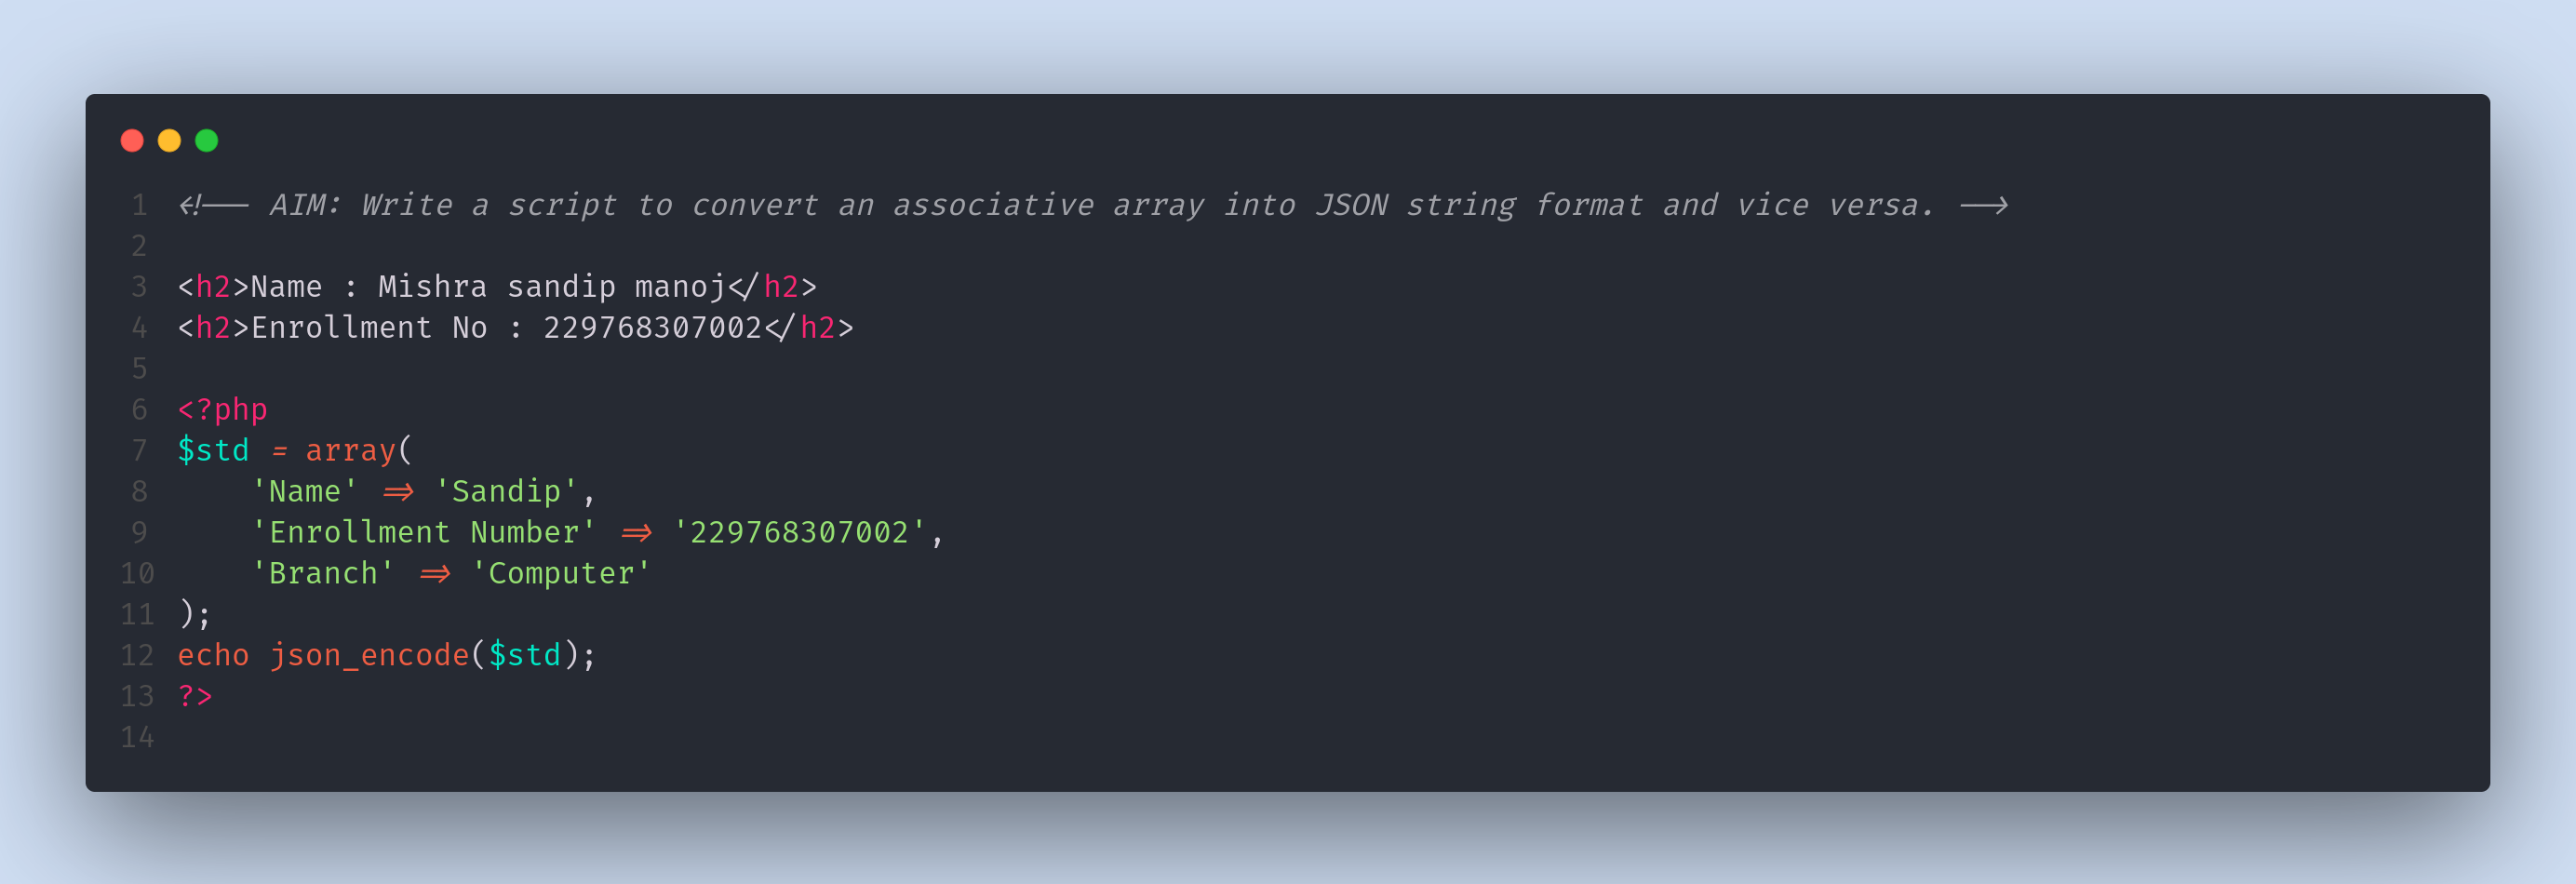 1 <!-- AIM: Write a script to convert an associative array into JSON string format and vice versa. -->
2
3 <h2>Name : Mishra sandip manoj</h2>
4 <h2>Enrollment No : 229768307002</h2>
5
6 <?php
7 $std = array(
8     'Name' => 'Sandip',
9     'Enrollment Number' => '229768307002',
10     'Branch' => 'Computer'
11 );
12 echo json_encode($std);
13 ?>
14